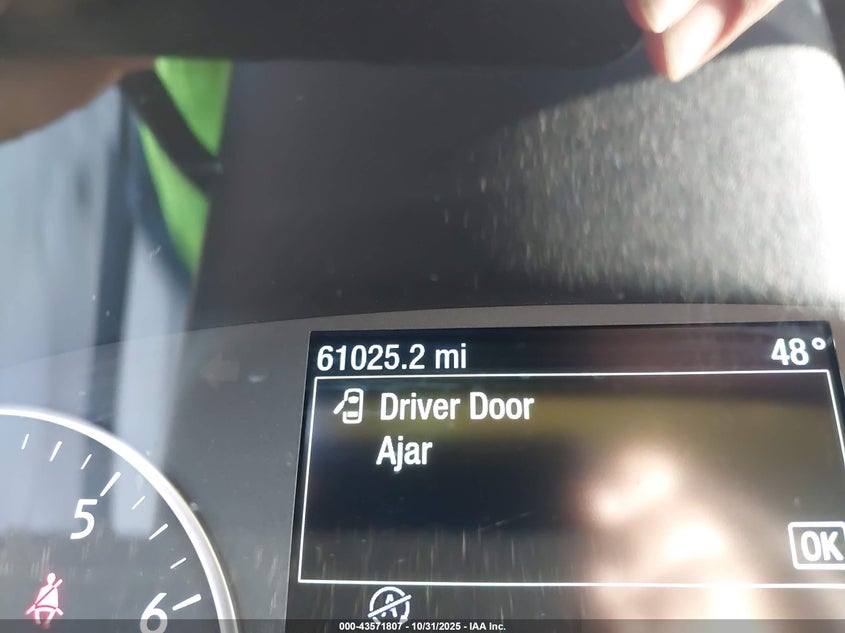 61025.2 mi 48°
Driver Door
Ajar
OK
5
6
A
000-43571807 - 10/31/2025 - IAA Inc.